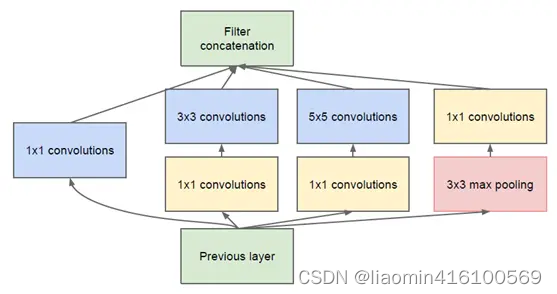 Filter
concatenation
3x3 convolutions
5x5 convolutions
1x1 convolutions
1x1 convolutions
1x1 convolutions
1x1 convolutions
3x3 max pooling
Previous layer
CSDN @liaomin416100569